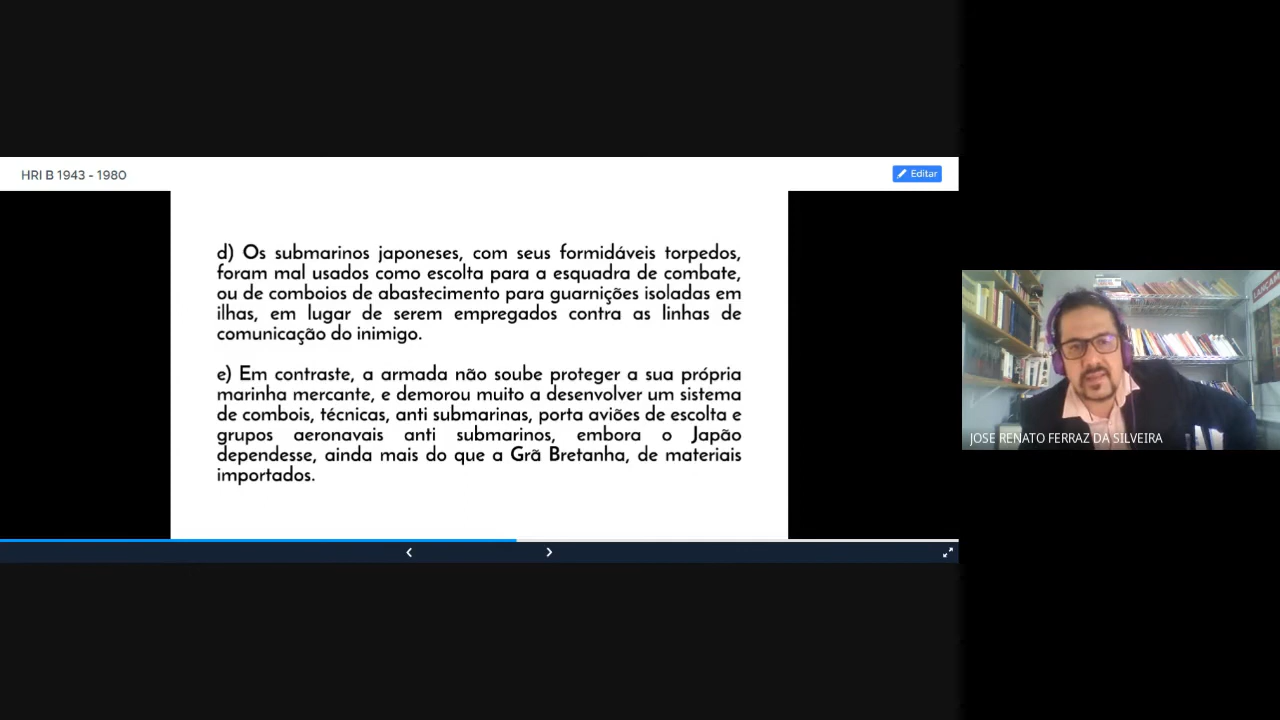 HRI B 1943 - 1980
Editar
d) Os submarinos japoneses, com seus formidáveis torpedos,
foram mal usados como escolta para a esquadra de combate,
ou de comboios de abastecimento para guarnições isoladas em
ilhas, em lugar de serem empregados contra as linhas de
comunicação do inimigo.
e) Em contraste, a armada não soube proteger a sua própria
marinha mercante, e demorou muito a desenvolver um sistema
de combois, técnicas, anti submarinas, porta aviões de escolta e
grupos aeronavais anti submarinos, embora o Japão
dependesse, ainda mais do que a Grã Bretanha, de materiais
importados.
JOSE RENATO FERRAZ DA SILVEIRA